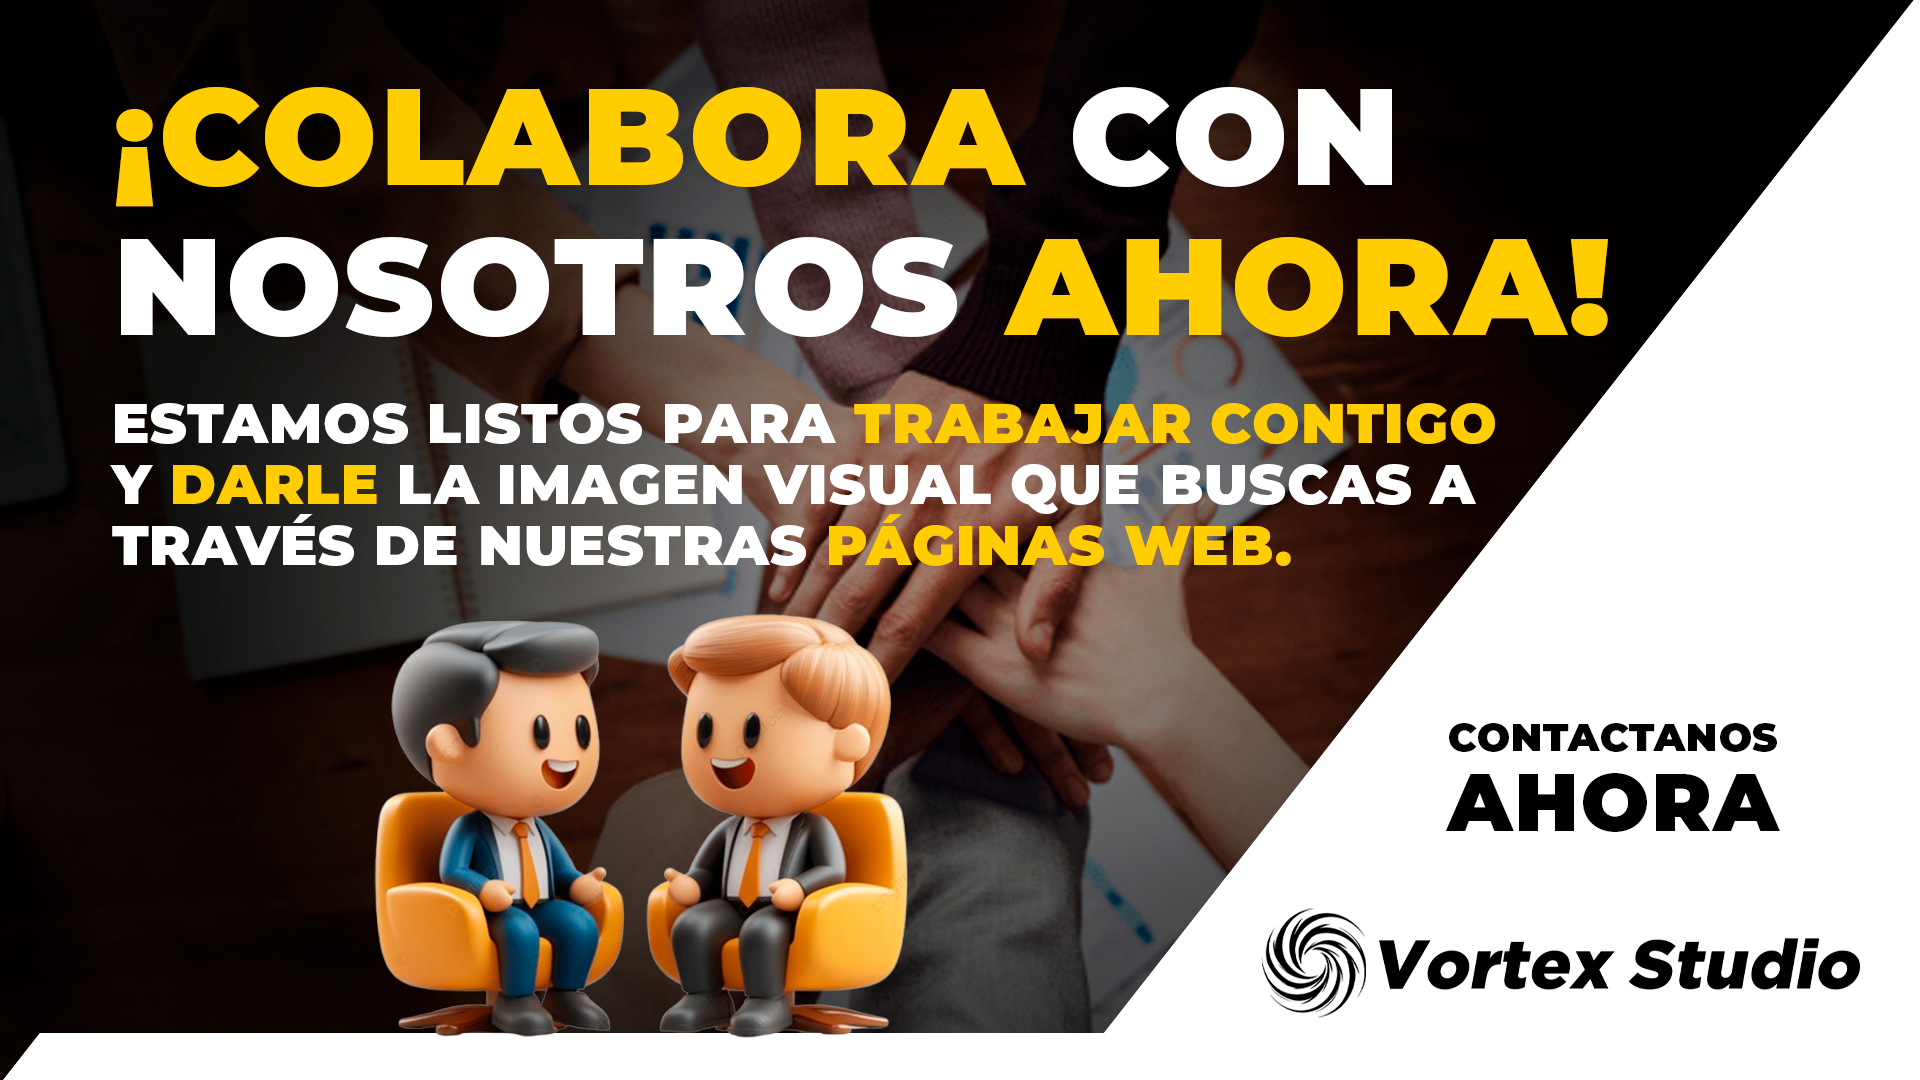 ¡COLABORA CON
NOSOTROS AHORA!
ESTAMOS LISTOS PARA TRABAJAR CONTIGO
Y DARLE LA IMAGEN VISUAL QUE BUSCAS A
TRAVÉS DE NUESTRAS PÁGINAS WEB.
CONTACTANOS
AHORA
Vortex Studio